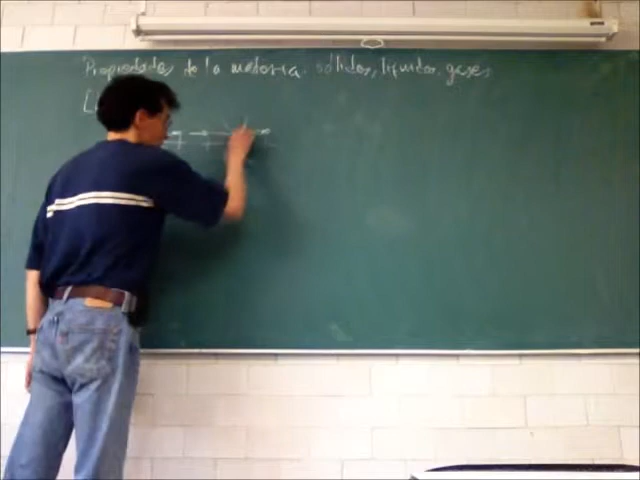 Propiedades de la materia. sólidos, líquidos, gases